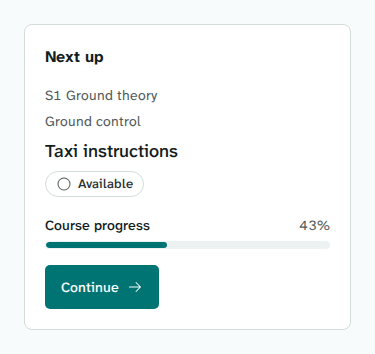 Next up
S1 Ground theory
Ground control
Taxi instructions
Available
Course progress 43%
Continue